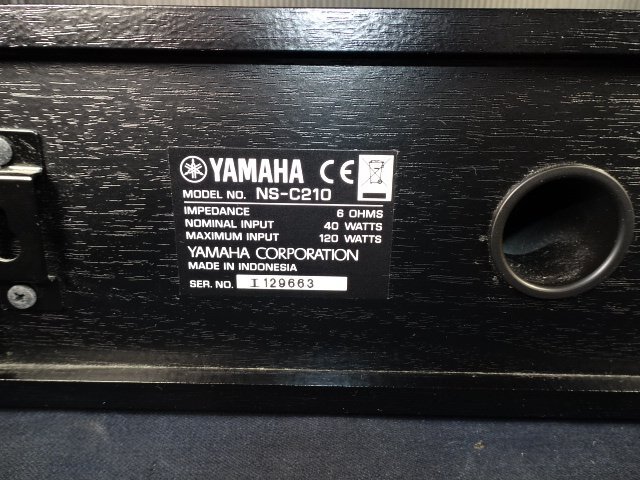 YAMAHA CE
MODEL NO. NS-C210
IMPEDANCE 6 OHMS
NOMINAL INPUT 40 WATTS
MAXIMUM INPUT 120 WATTS
YAMAHA CORPORATION
MADE IN INDONESIA
SER. NO. I 129663